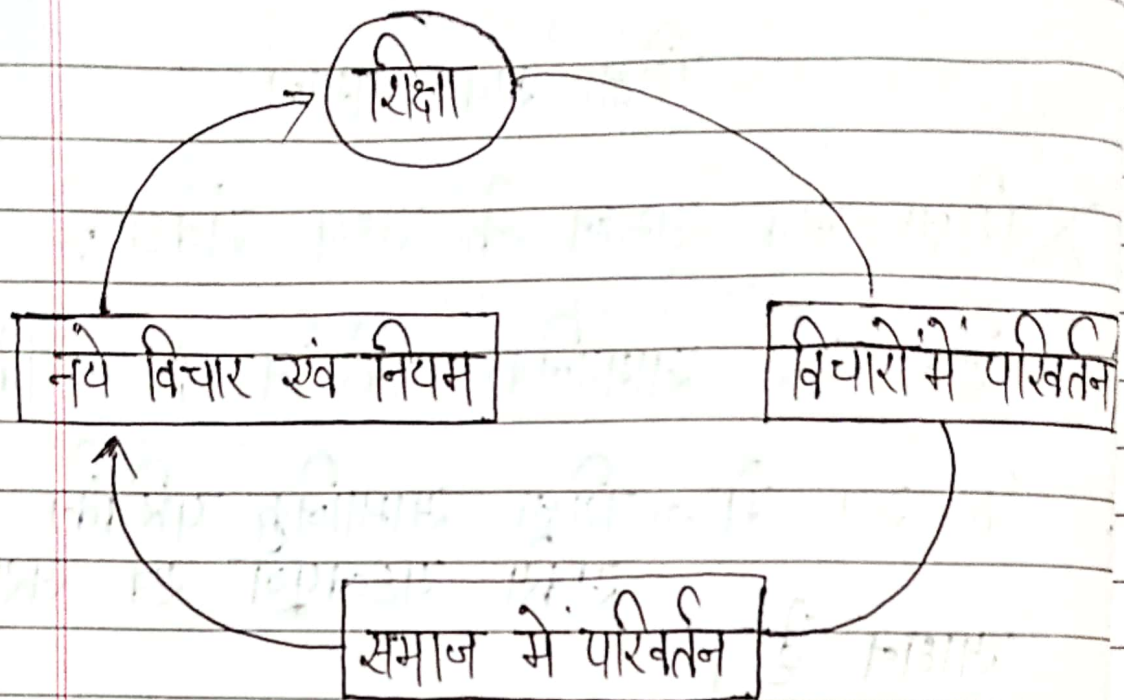 शिक्षा
नये विचार एवं नियम
विचारों में परिवर्तन
समाज में परिवर्तन